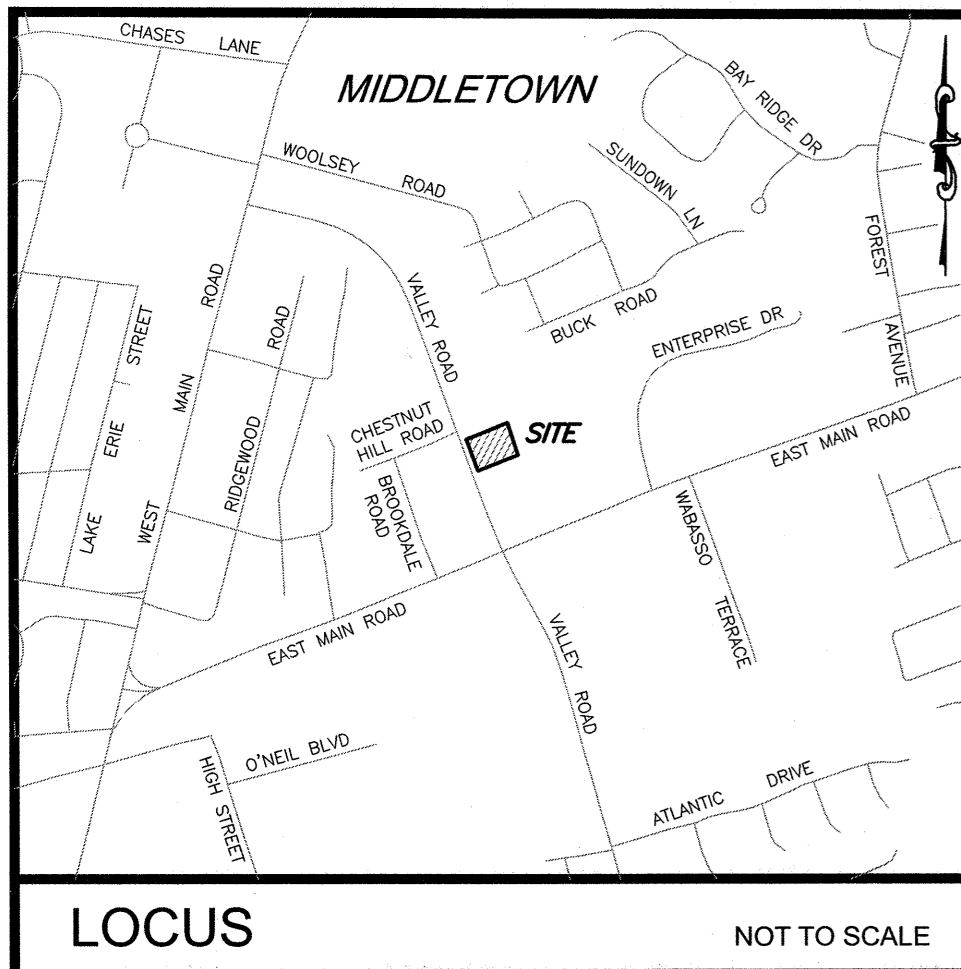 CHASES LANE
MIDDLETOWN
BAY RIDGE DR
WOOLSEY ROAD
SUNDOWN LN
FOREST AVENUE
VALLEY ROAD
BUCK ROAD
ENTERPRISE DR
LAKE ERIE STREET
WEST MAIN ROAD
RIDGEWOOD ROAD
CHESTNUT
HILL ROAD
SITE
BROOKDALE
ROAD
EAST MAIN ROAD
WABASSO TERRACE
EAST MAIN ROAD
VALLEY ROAD
O'NEIL BLVD
HIGH STREET
ATLANTIC DRIVE
LOCUS
NOT TO SCALE